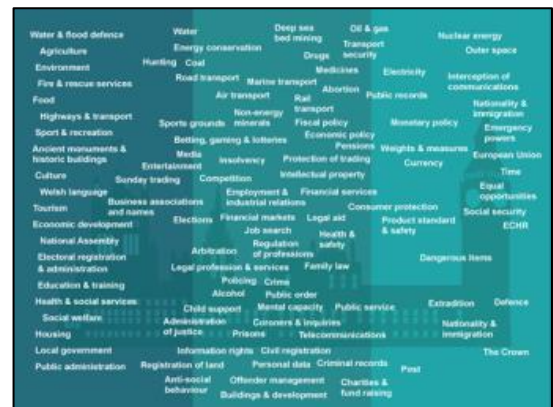 Water & flood defence
Agriculture
Environment
Fire & rescue services
Food
Highways & transport
Sport & recreation
Ancient monuments &
historic buildings
Culture
Welsh language
Tourism
Economic development
National Assembly
Electoral registration
& administration
Education & training
Health & social services
Social welfare
Housing
Local government
Public administration
Water
Energy conservation
Hunting
Coal
Road transport
Deep sea
bed mining
Drugs
Oil & gas
Transport
security
Medicines
Marine transport
Abortion
Electricity
Air transport
Rail
transport
Public records
Non-energy
minerals
Sports grounds
Fiscal policy
Monetary policy
Betting, gaming & lotteries
Economic policy
Pensions
Weights & measures
Media
Entertainment
Insolvency
Protection of trading
Currency
Sunday trading
Competition
Intellectual property
Employment &
industrial relations
Financial services
Business associations
and names
Consumer protection
Elections
Financial markets
Legal aid
Product standard
& safety
Job search
Health &
safety
Arbitration
Regulation
of professions
Legal profession & services
Family law
Dangerous items
Policing
Crime
Alcohol
Public order
Child support
Mental capacity
Public service
Administration
of justice
Coroners & inquiries
Prisons
Telecommunications
Information rights
Civil registration
Registration of land
Personal data
Criminal records
Post
Anti-social
behaviour
Offender management
Charities &
fund raising
Buildings & development
Nuclear energy
Outer space
Interception of
communications
Nationality &
immigration
Emergency
powers
European Union
Time
Equal
opportunities
Social security
ECHR
Extradition
Defence
Nationality &
immigration
The Crown